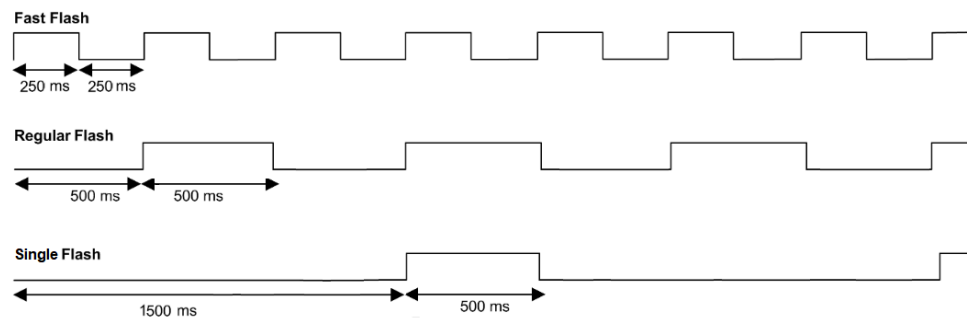 Fast Flash
250 ms 250 ms
Regular Flash
500 ms 500 ms
Single Flash
1500 ms 500 ms